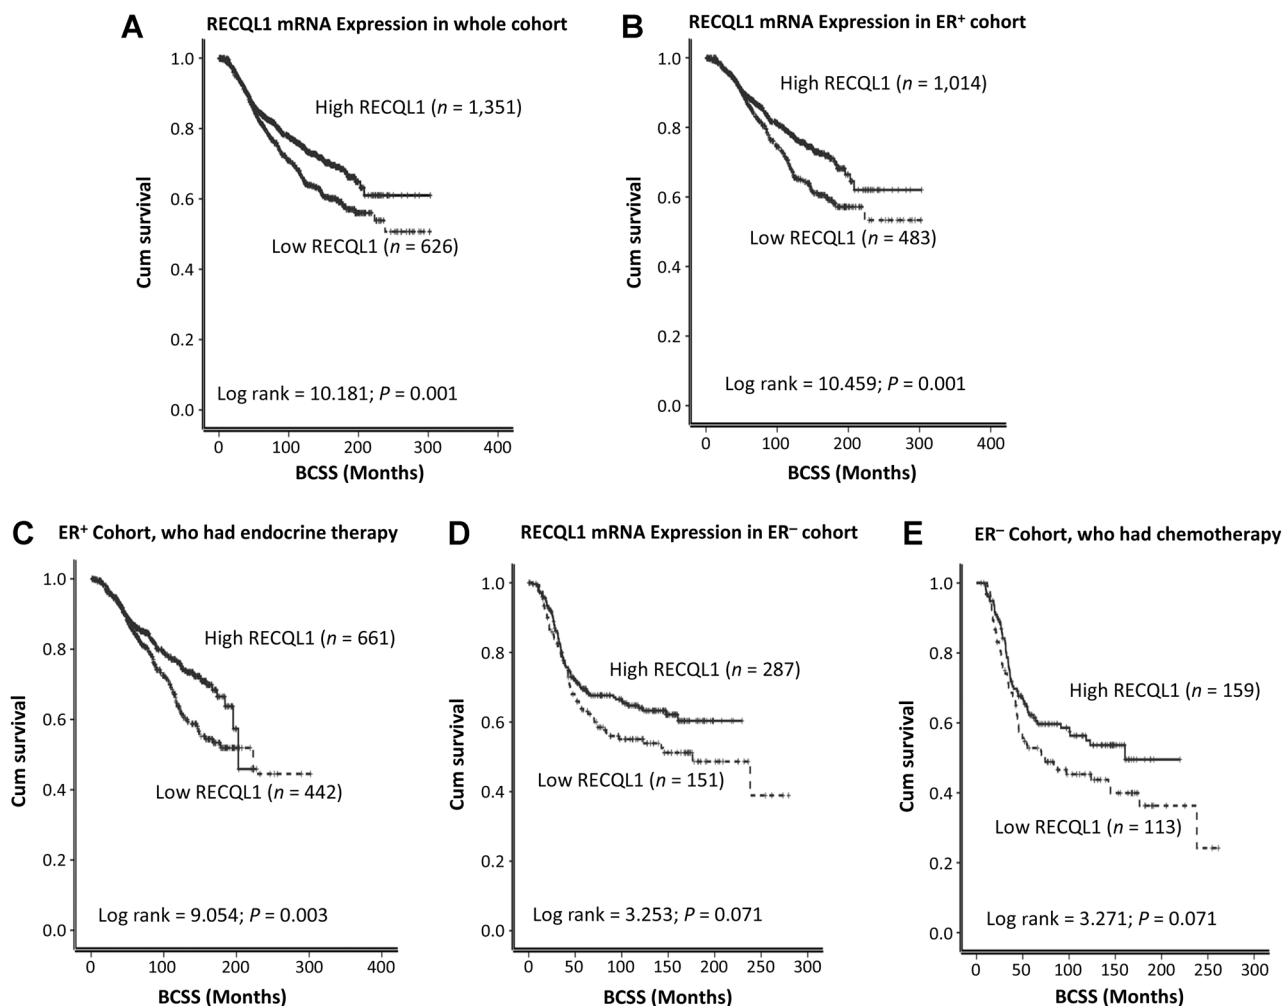 A
RECQL1 mRNA Expression in whole cohort
Cum survival
1.0
0.8
0.6
0.4
0.2
0.0
High RECQL1 (n = 1,351)
Low RECQL1 (n = 626)
Log rank = 10.181; P = 0.001
0 100 200 300 400
BCSS (Months)
B
RECQL1 mRNA Expression in ER+ cohort
Cum survival
1.0
0.8
0.6
0.4
0.2
0.0
High RECQL1 (n = 1,014)
Low RECQL1 (n = 483)
Log rank = 10.459; P = 0.001
0 100 200 300 400
BCSS (Months)
C
ER+ Cohort, who had endocrine therapy
Cum survival
1.0
0.8
0.6
0.4
0.2
0.0
High RECQL1 (n = 661)
Low RECQL1 (n = 442)
Log rank = 9.054; P = 0.003
0 100 200 300 400
BCSS (Months)
D
RECQL1 mRNA Expression in ER– cohort
Cum survival
1.0
0.8
0.6
0.4
0.2
0.0
High RECQL1 (n = 287)
Low RECQL1 (n = 151)
Log rank = 3.253; P = 0.071
0 50 100 150 200 250 300
BCSS (Months)
E
ER– Cohort, who had chemotherapy
Cum survival
1.0
0.8
0.6
0.4
0.2
0.0
High RECQL1 (n = 159)
Low RECQL1 (n = 113)
Log rank = 3.271; P = 0.071
0 50 100 150 200 250 300
BCSS (Months)